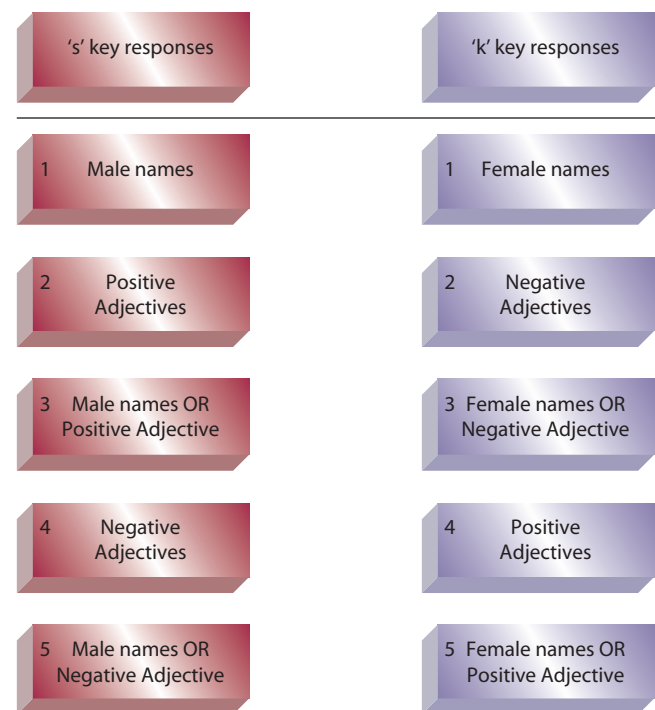 ‘s’ key responses
‘k’ key responses
1 Male names
1 Female names
2 Positive
Adjectives
2 Negative
Adjectives
3 Male names OR
Positive Adjective
3 Female names OR
Negative Adjective
4 Negative
Adjectives
4 Positive
Adjectives
5 Male names OR
Negative Adjective
5 Female names OR
Positive Adjective